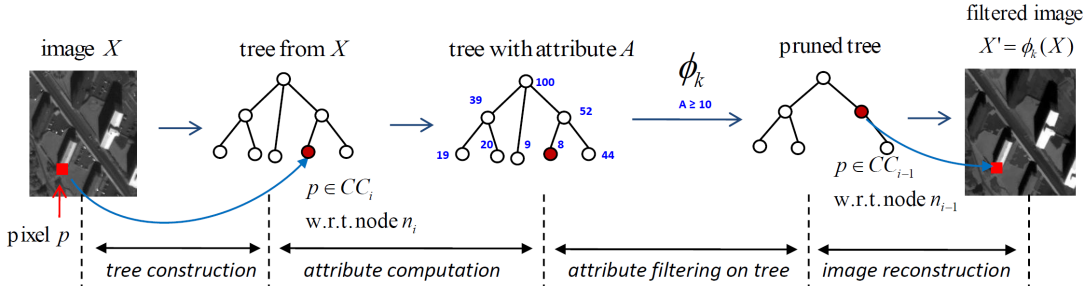 image X
tree from X
tree with attribute A
ϕ_k
A ≥ 10
pruned tree
filtered image
X' = ϕ_k(X)
100
39
52
19
20
9
8
44
p ∈ CC_i
w.r.t. node n_i
p ∈ CC_{i−1}
w.r.t. node n_{i−1}
pixel p
tree construction
attribute computation
attribute filtering on tree
image reconstruction